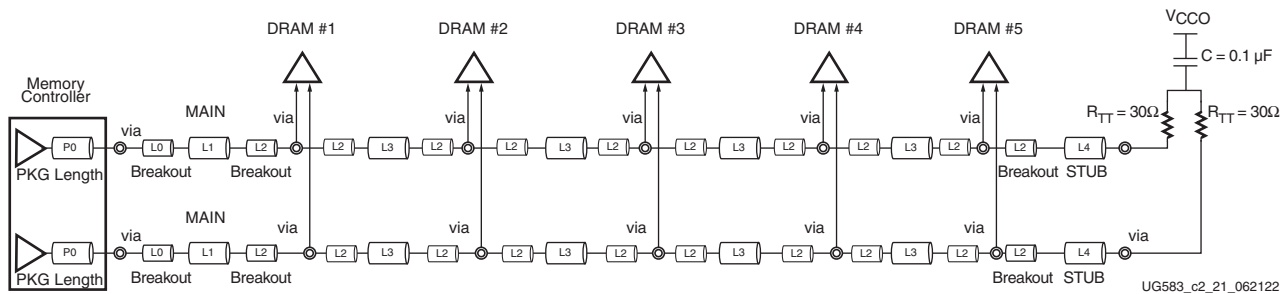 DRAM #1 DRAM #2 DRAM #3 DRAM #4 DRAM #5
VCCO
C = 0.1 µF
RTT = 30Ω RTT = 30Ω
Memory
Controller
MAIN
via via via via via via
P0 L0 L1 L2 L2 L3 L2 L2 L3 L2 L2 L3 L2 L2 L3 L2 L2 L4
PKG Length Breakout Breakout Breakout STUB
MAIN
via via via via via via via
P0 L0 L1 L2 L2 L3 L2 L2 L3 L2 L2 L3 L2 L2 L3 L2 L2 L4
PKG Length Breakout Breakout Breakout STUB
UG583_c2_21_062122